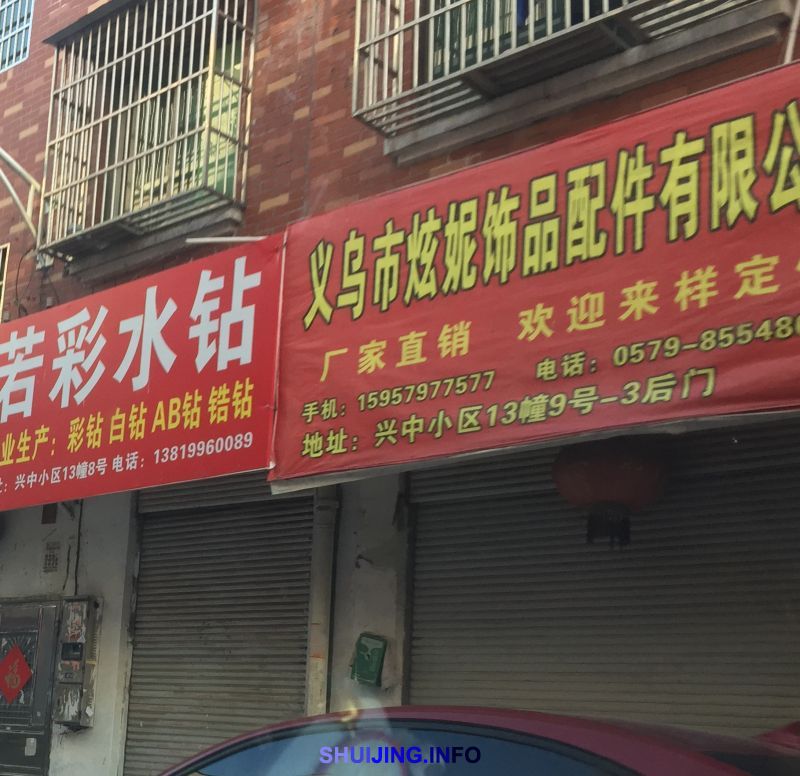 若彩水钻
业生产：彩钻 白钻 AB钻 锆钻
：兴中小区13幢8号 电话：13819960089
义乌市炫妮饰品配件有限公
厂家直销 欢迎来样定
手机：15957977577 电话：0579-855480
地址：兴中小区13幢9号-3后门
SHUIJING.INFO